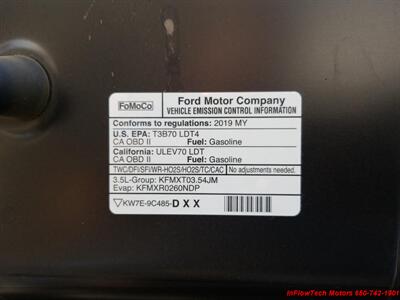 FoMoCo
Ford Motor Company
VEHICLE EMISSION CONTROL INFORMATION
Conforms to regulations: 2019 MY
U.S. EPA: T3B70 LDT4
CA OBD II Fuel: Gasoline
California: ULEV70 LDT
CA OBD II Fuel: Gasoline
TWC/DFI/SFI/WR-HO2S/HO2S/TC/CAC No adjustments needed.
3.5L-Group: KFMXT03.54JM
Evap: KFMXR0260NDP
KW7E-9C485-DXX
InFlowTech Motors 650-742-1901